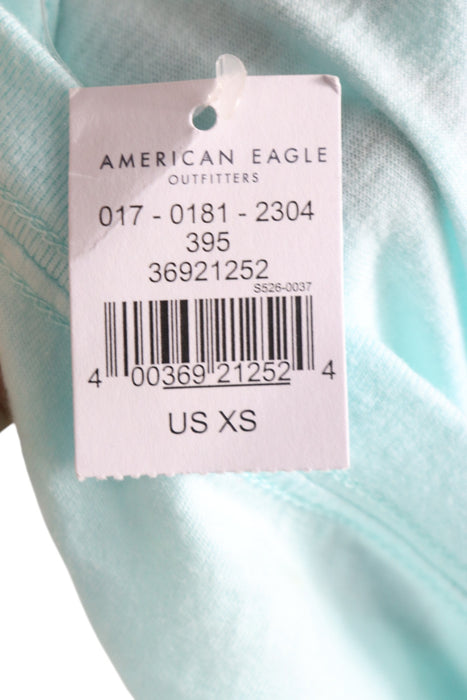 AMERICAN EAGLE
OUTFITTERS
017 - 0181 - 2304
395
36921252
S526-0037
4 00369 21252 4
US XS